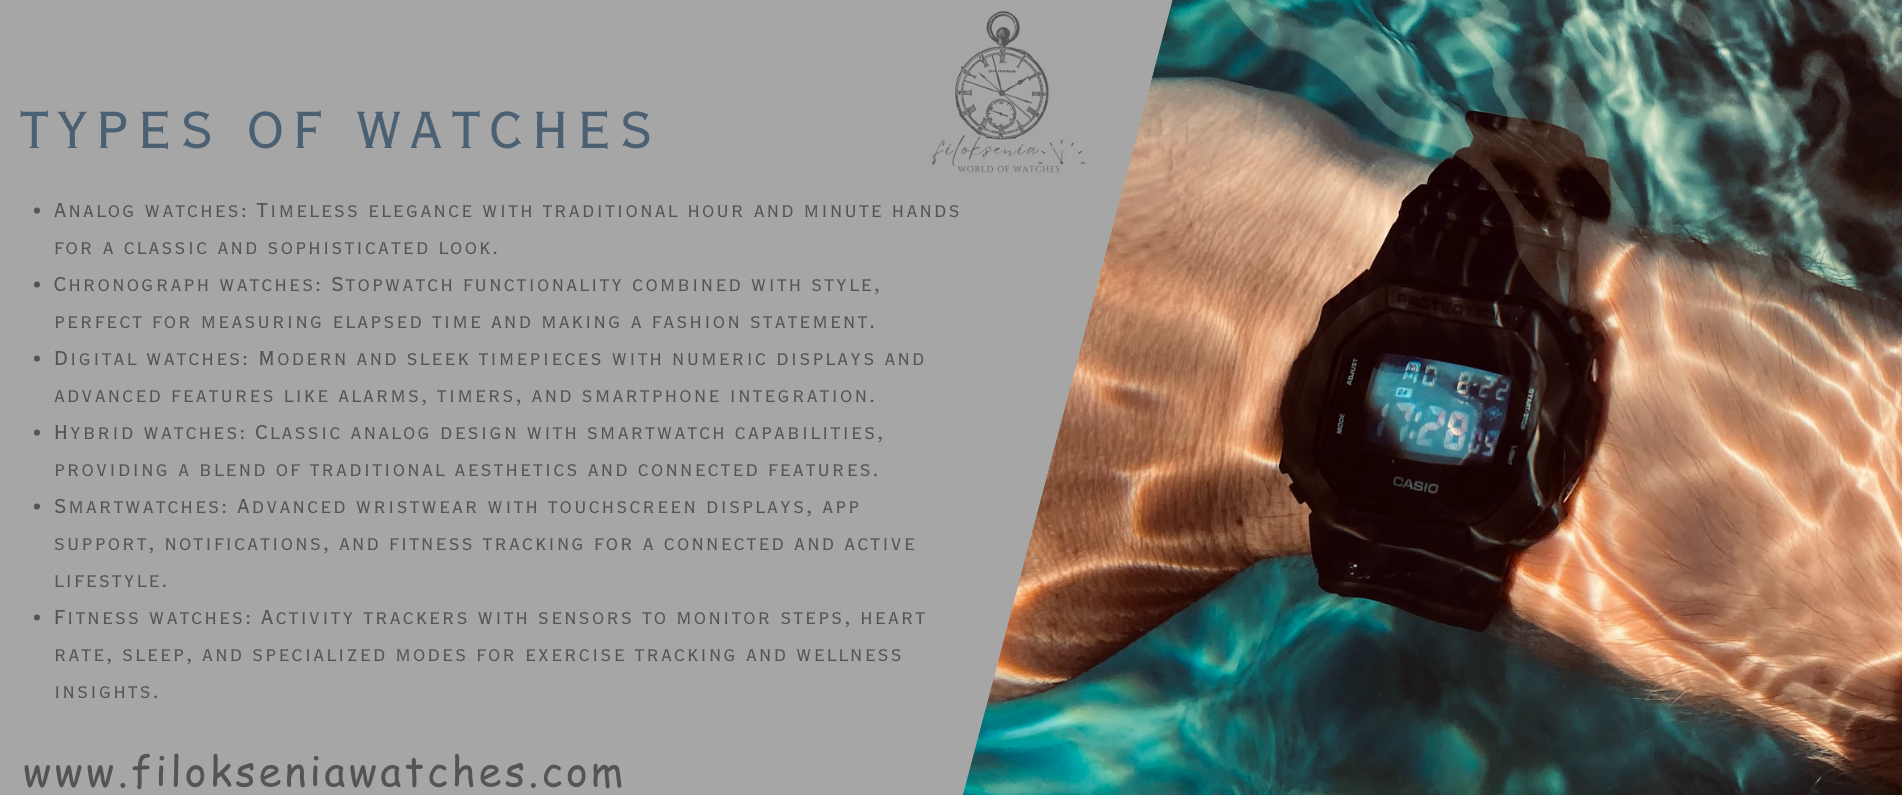 TYPES OF WATCHES
filoksenia
WORLD OF WATCHES
• ANALOG WATCHES: TIMELESS ELEGANCE WITH TRADITIONAL HOUR AND MINUTE HANDS
FOR A CLASSIC AND SOPHISTICATED LOOK.
• CHRONOGRAPH WATCHES: STOPWATCH FUNCTIONALITY COMBINED WITH STYLE,
PERFECT FOR MEASURING ELAPSED TIME AND MAKING A FASHION STATEMENT.
• DIGITAL WATCHES: MODERN AND SLEEK TIMEPIECES WITH NUMERIC DISPLAYS AND
ADVANCED FEATURES LIKE ALARMS, TIMERS, AND SMARTPHONE INTEGRATION.
• HYBRID WATCHES: CLASSIC ANALOG DESIGN WITH SMARTWATCH CAPABILITIES,
PROVIDING A BLEND OF TRADITIONAL AESTHETICS AND CONNECTED FEATURES.
• SMARTWATCHES: ADVANCED WRISTWEAR WITH TOUCHSCREEN DISPLAYS, APP
SUPPORT, NOTIFICATIONS, AND FITNESS TRACKING FOR A CONNECTED AND ACTIVE
LIFESTYLE.
• FITNESS WATCHES: ACTIVITY TRACKERS WITH SENSORS TO MONITOR STEPS, HEART
RATE, SLEEP, AND SPECIALIZED MODES FOR EXERCISE TRACKING AND WELLNESS
INSIGHTS.
www.filokseniawatches.com
PROTECTION
ADJUST
MODE
START/STOP
LIGHT
8:22
17:28
CASIO